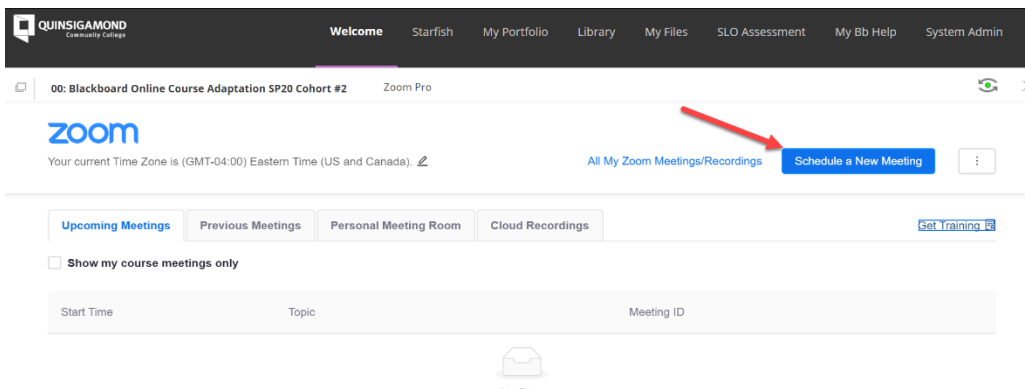 QUINSIGAMOND
Community College
Welcome Starfish My Portfolio Library My Files SLO Assessment My Bb Help System Admin
00: Blackboard Online Course Adaptation SP20 Cohort #2 Zoom Pro
zoom
Your current Time Zone is (GMT-04:00) Eastern Time (US and Canada).
All My Zoom Meetings/Recordings Schedule a New Meeting
Upcoming Meetings Previous Meetings Personal Meeting Room Cloud Recordings Get Training
Show my course meetings only
Start Time Topic Meeting ID